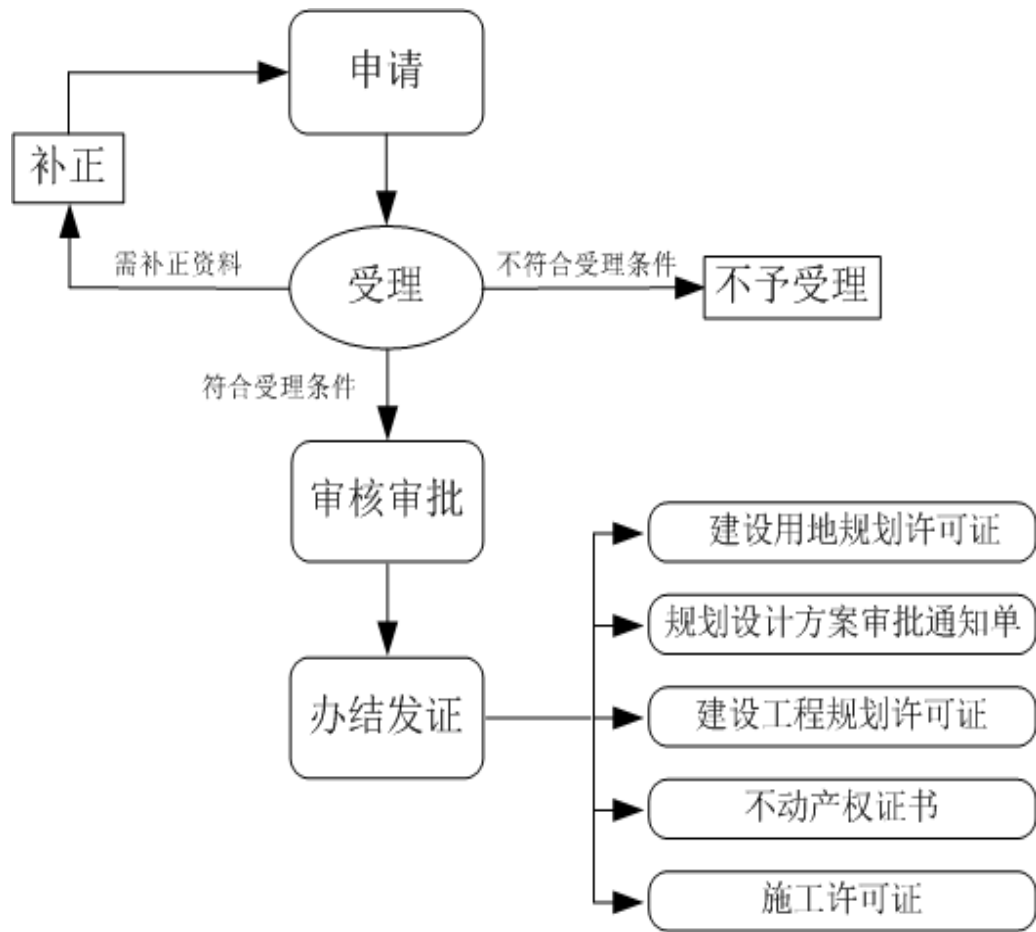 申请
补正
需补正资料
受理
不符合受理条件
不予受理
符合受理条件
审核审批
建设用地规划许可证
规划设计方案审批通知单
办结发证
建设工程规划许可证
不动产权证书
施工许可证